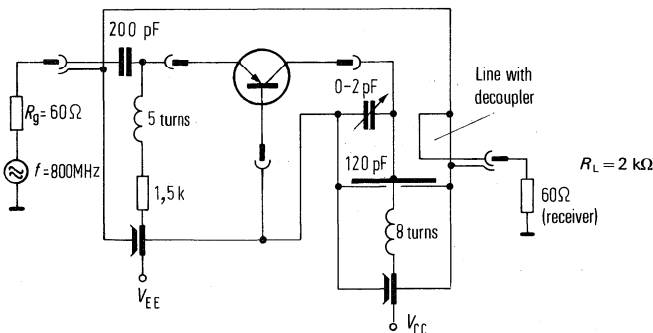 200 pF
0-2 pF
Line with
decoupler
Rg=60Ω
5 turns
f=800MHz
120 pF
RL = 2 kΩ
1,5 k
60Ω
(receiver)
8 turns
VEE
VCC